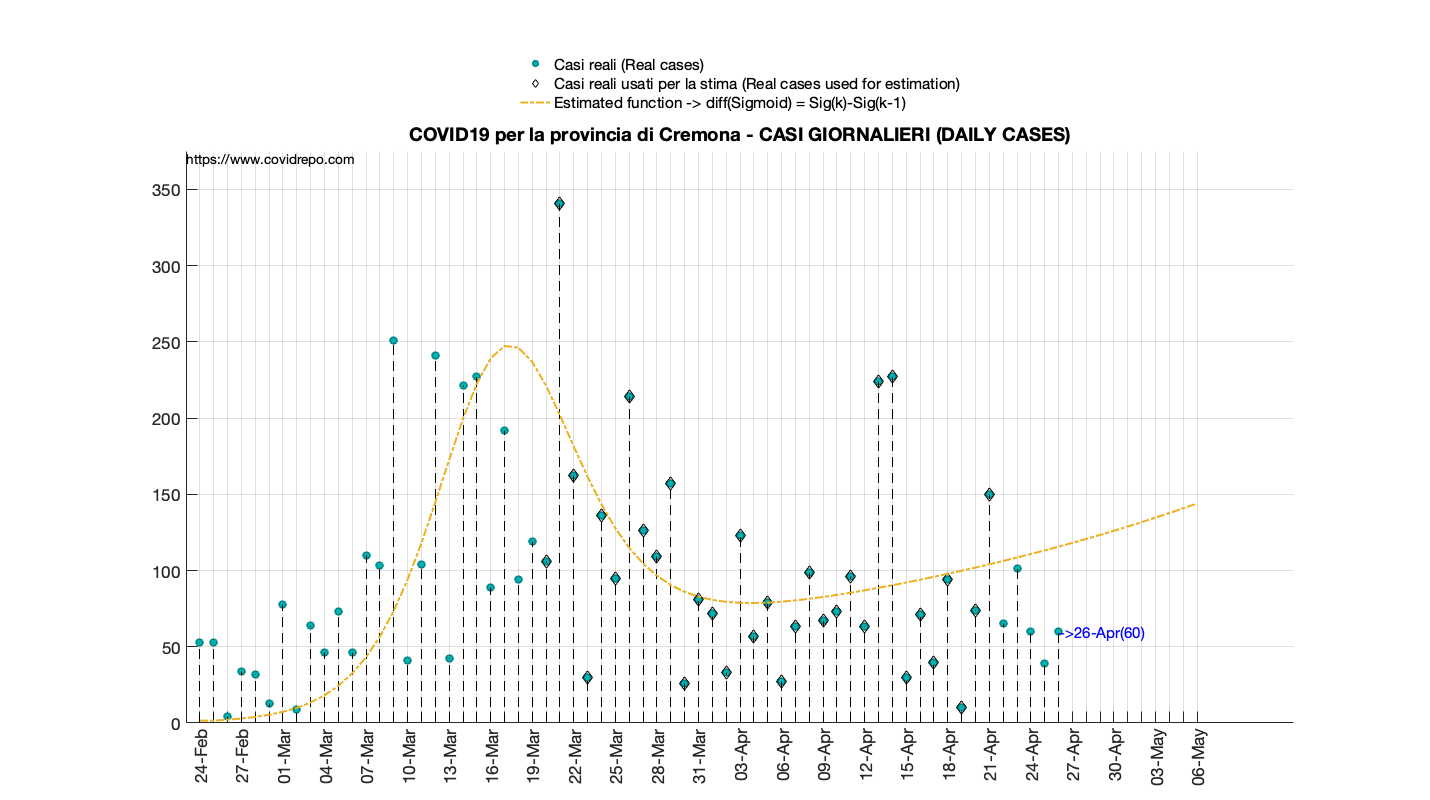 Casi reali (Real cases)
Casi reali usati per la stima (Real cases used for estimation)
Estimated function -> diff(Sigmoid) = Sig(k)-Sig(k-1)
COVID19 per la provincia di Cremona - CASI GIORNALIERI (DAILY CASES)
https://www.covidrepo.com
350
300
250
200
150
100
50
0
->26-Apr(60)
24-Feb
27-Feb
01-Mar
04-Mar
07-Mar
10-Mar
13-Mar
16-Mar
19-Mar
22-Mar
25-Mar
28-Mar
31-Mar
03-Apr
06-Apr
09-Apr
12-Apr
15-Apr
18-Apr
21-Apr
24-Apr
27-Apr
30-Apr
03-May
06-May